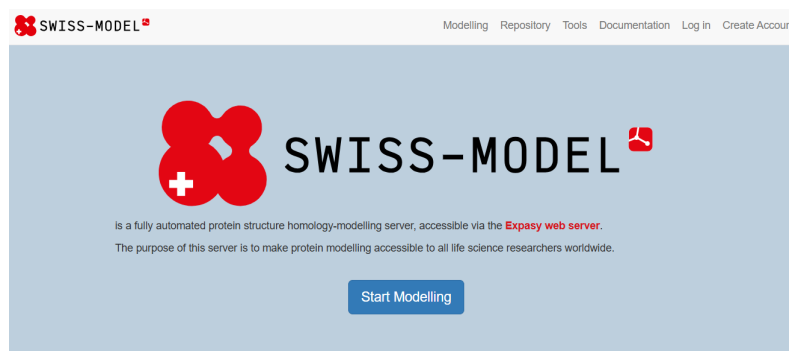 SWISS-MODEL
Modelling Repository Tools Documentation Log in Create Accoun
SWISS-MODEL
is a fully automated protein structure homology-modelling server, accessible via the Expasy web server.
The purpose of this server is to make protein modelling accessible to all life science researchers worldwide.
Start Modelling